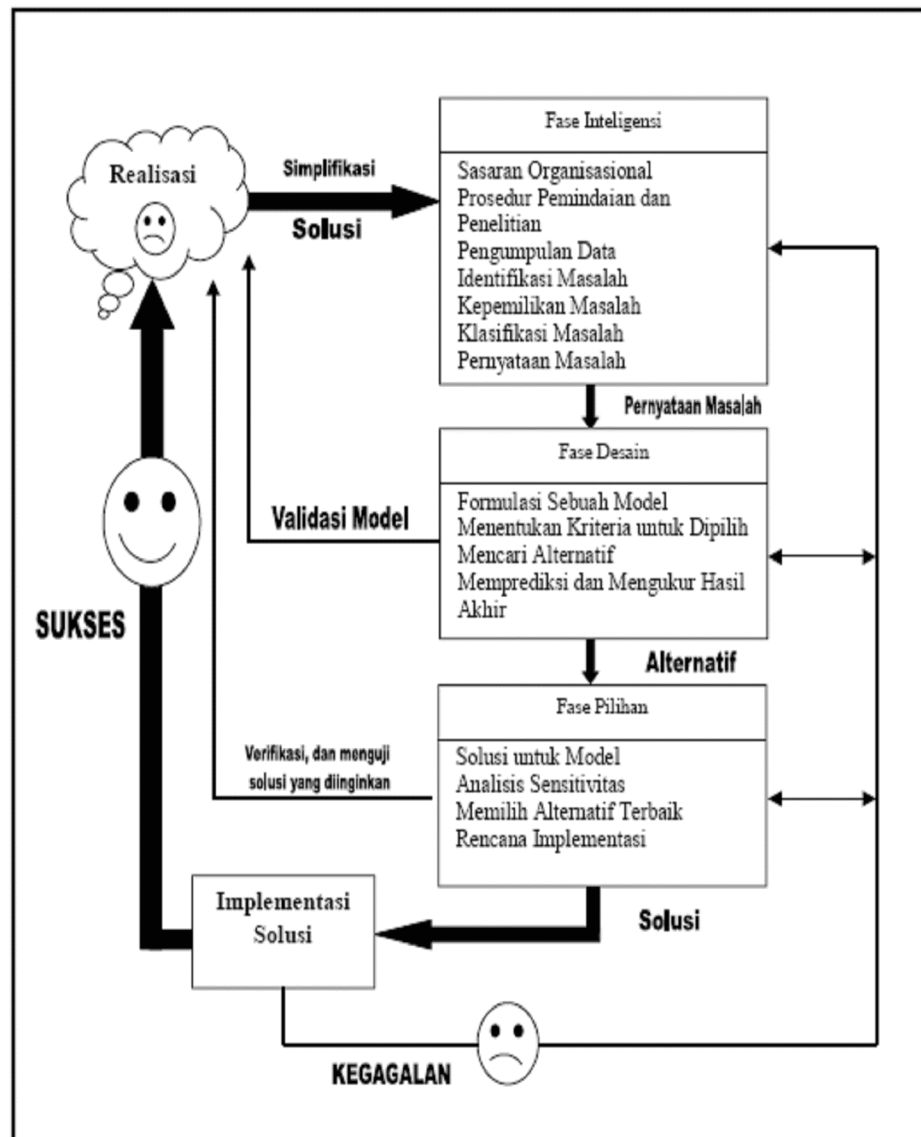 Realisasi
Simplifikasi
Solusi
Fase Inteligensi
Sasaran Organisasional
Prosedur Pemindaian dan
Penelitian
Pengumpulan Data
Identifikasi Masalah
Kepemilikan Masalah
Klasifikasi Masalah
Pernyataan Masalah
Pernyataan Masalah
Fase Desain
Formulasi Sebuah Model
Menentukan Kriteria untuk Dipilih
Mencari Alternatif
Memprediksi dan Mengukur Hasil
Akhir
Validasi Model
SUKSES
Alternatif
Fase Pilihan
Solusi untuk Model
Analisis Sensitivitas
Memilih Alternatif Terbaik
Rencana Implementasi
Verifikasi, dan menguji
solusi yang diinginkan
Solusi
Implementasi
Solusi
KEGAGALAN